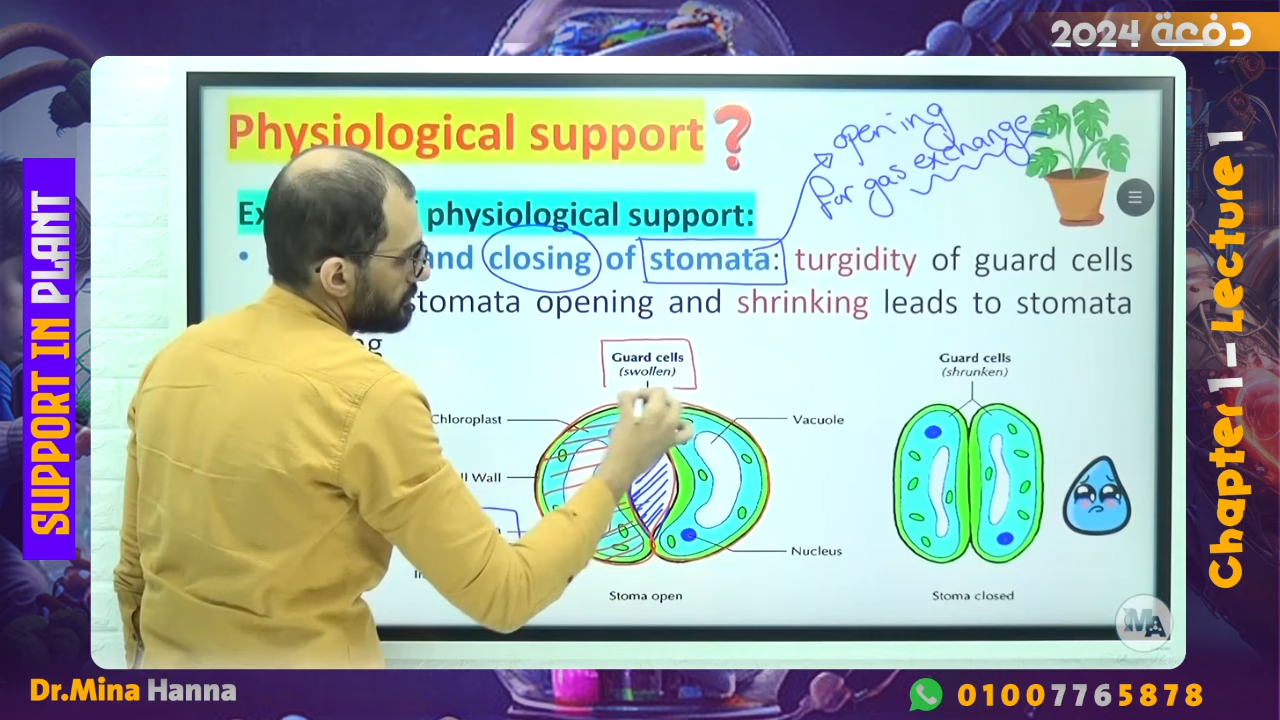 دفعة 2024
SUPPORT IN PLANT
Chapter 1 - Lecture 1
Physiological support?
opening
for gas exchange
physiological support:
and closing of stomata: turgidity of guard cells
stomata opening and shrinking leads to stomata
Guard cells
(swollen)
Guard cells
(shrunken)
Chloroplast
Vacuole
Wall
Nucleus
Stoma open
Stoma closed
MA
Dr.Mina Hanna
01007765878